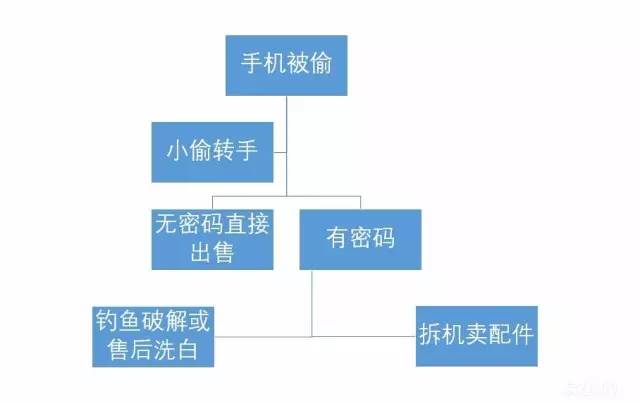 手机被偷
小偷转手
无密码直接
出售
有密码
钓鱼破解或
售后洗白
拆机卖配件